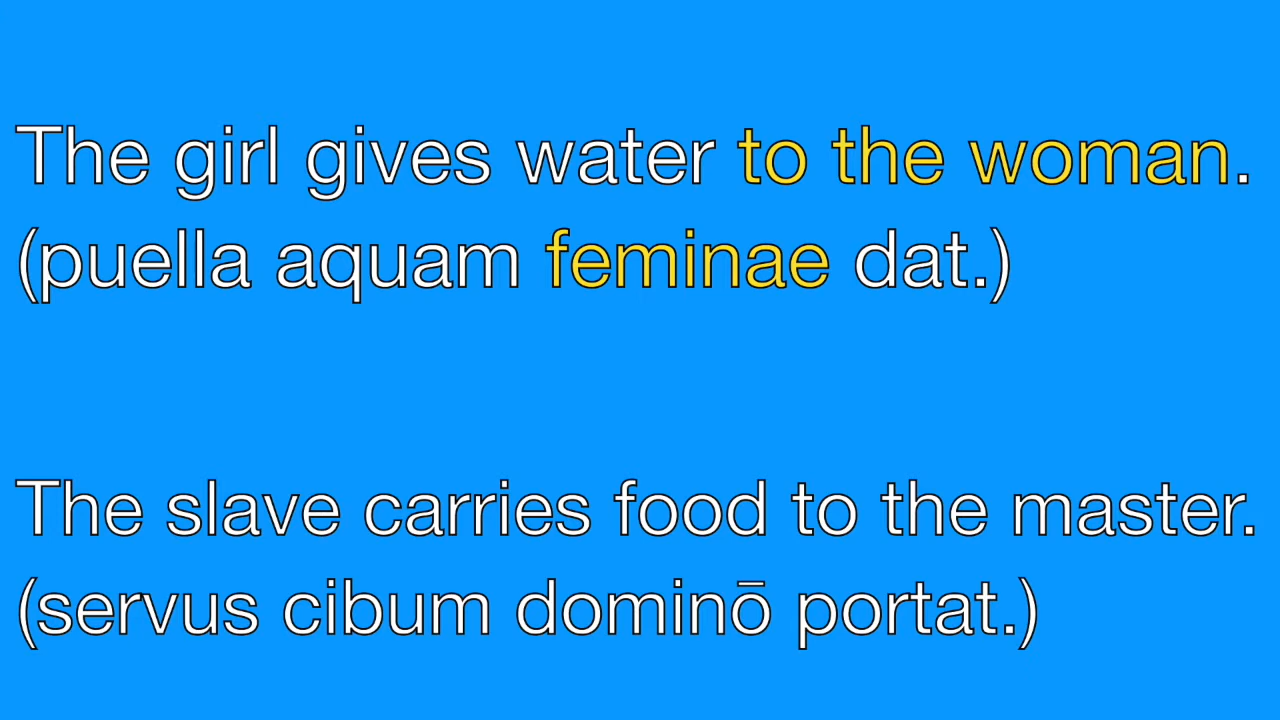 The girl gives water to the woman.
(puella aquam feminae dat.)
The slave carries food to the master.
(servus cibum dominō portat.)